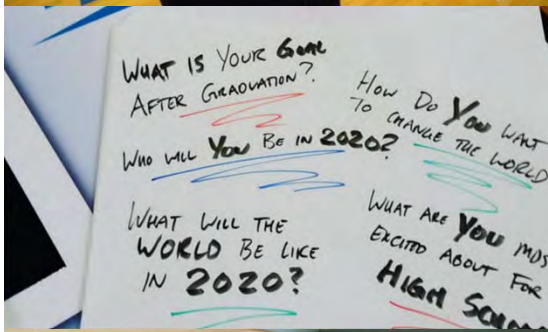 WHAT IS YOUR GOAL
AFTER GRADUATION?
WHO WILL YOU BE IN 2020?
WHAT WILL THE
WORLD BE LIKE
IN 2020?
HOW DO YOU WANT
TO CHANGE THE WORLD
WHAT ARE YOU
EXCITED ABOUT FOR
HIGH